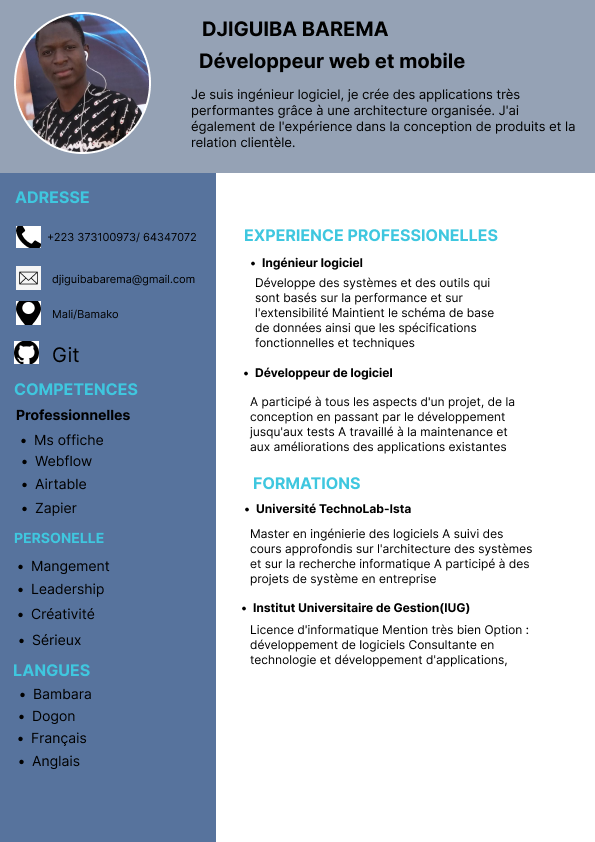 DJIGUIBA BAREMA
Développeur web et mobile
Je suis ingénieur logiciel, je crée des applications très
performantes grâce à une architecture organisée. J'ai
également de l'expérience dans la conception de produits et la
relation clientèle.
ADRESSE
+223 373100973/ 64347072
djiguibabarema@gmail.com
Mali/Bamako
Git
COMPETENCES
Professionnelles
• Ms offiche
• Webflow
• Airtable
• Zapier
PERSONELLE
• Mangement
• Leadership
• Créativité
• Sérieux
LANGUES
• Bambara
• Dogon
• Français
• Anglais
EXPERIENCE PROFESSIONELLES
• Ingénieur logiciel
Développe des systèmes et des outils qui
sont basés sur la performance et sur
l'extensibilité Maintient le schéma de base
de données ainsi que les spécifications
fonctionnelles et techniques
• Développeur de logiciel
A participé à tous les aspects d'un projet, de la
conception en passant par le développement
jusqu'aux tests A travaillé à la maintenance et
aux améliorations des applications existantes
FORMATIONS
• Université TechnoLab-Ista
Master en ingénierie des logiciels A suivi des
cours approfondis sur l'architecture des systèmes
et sur la recherche informatique A participé à des
projets de système en entreprise
• Institut Universitaire de Gestion(IUG)
Licence d'informatique Mention très bien Option :
développement de logiciels Consultante en
technologie et développement d'applications,